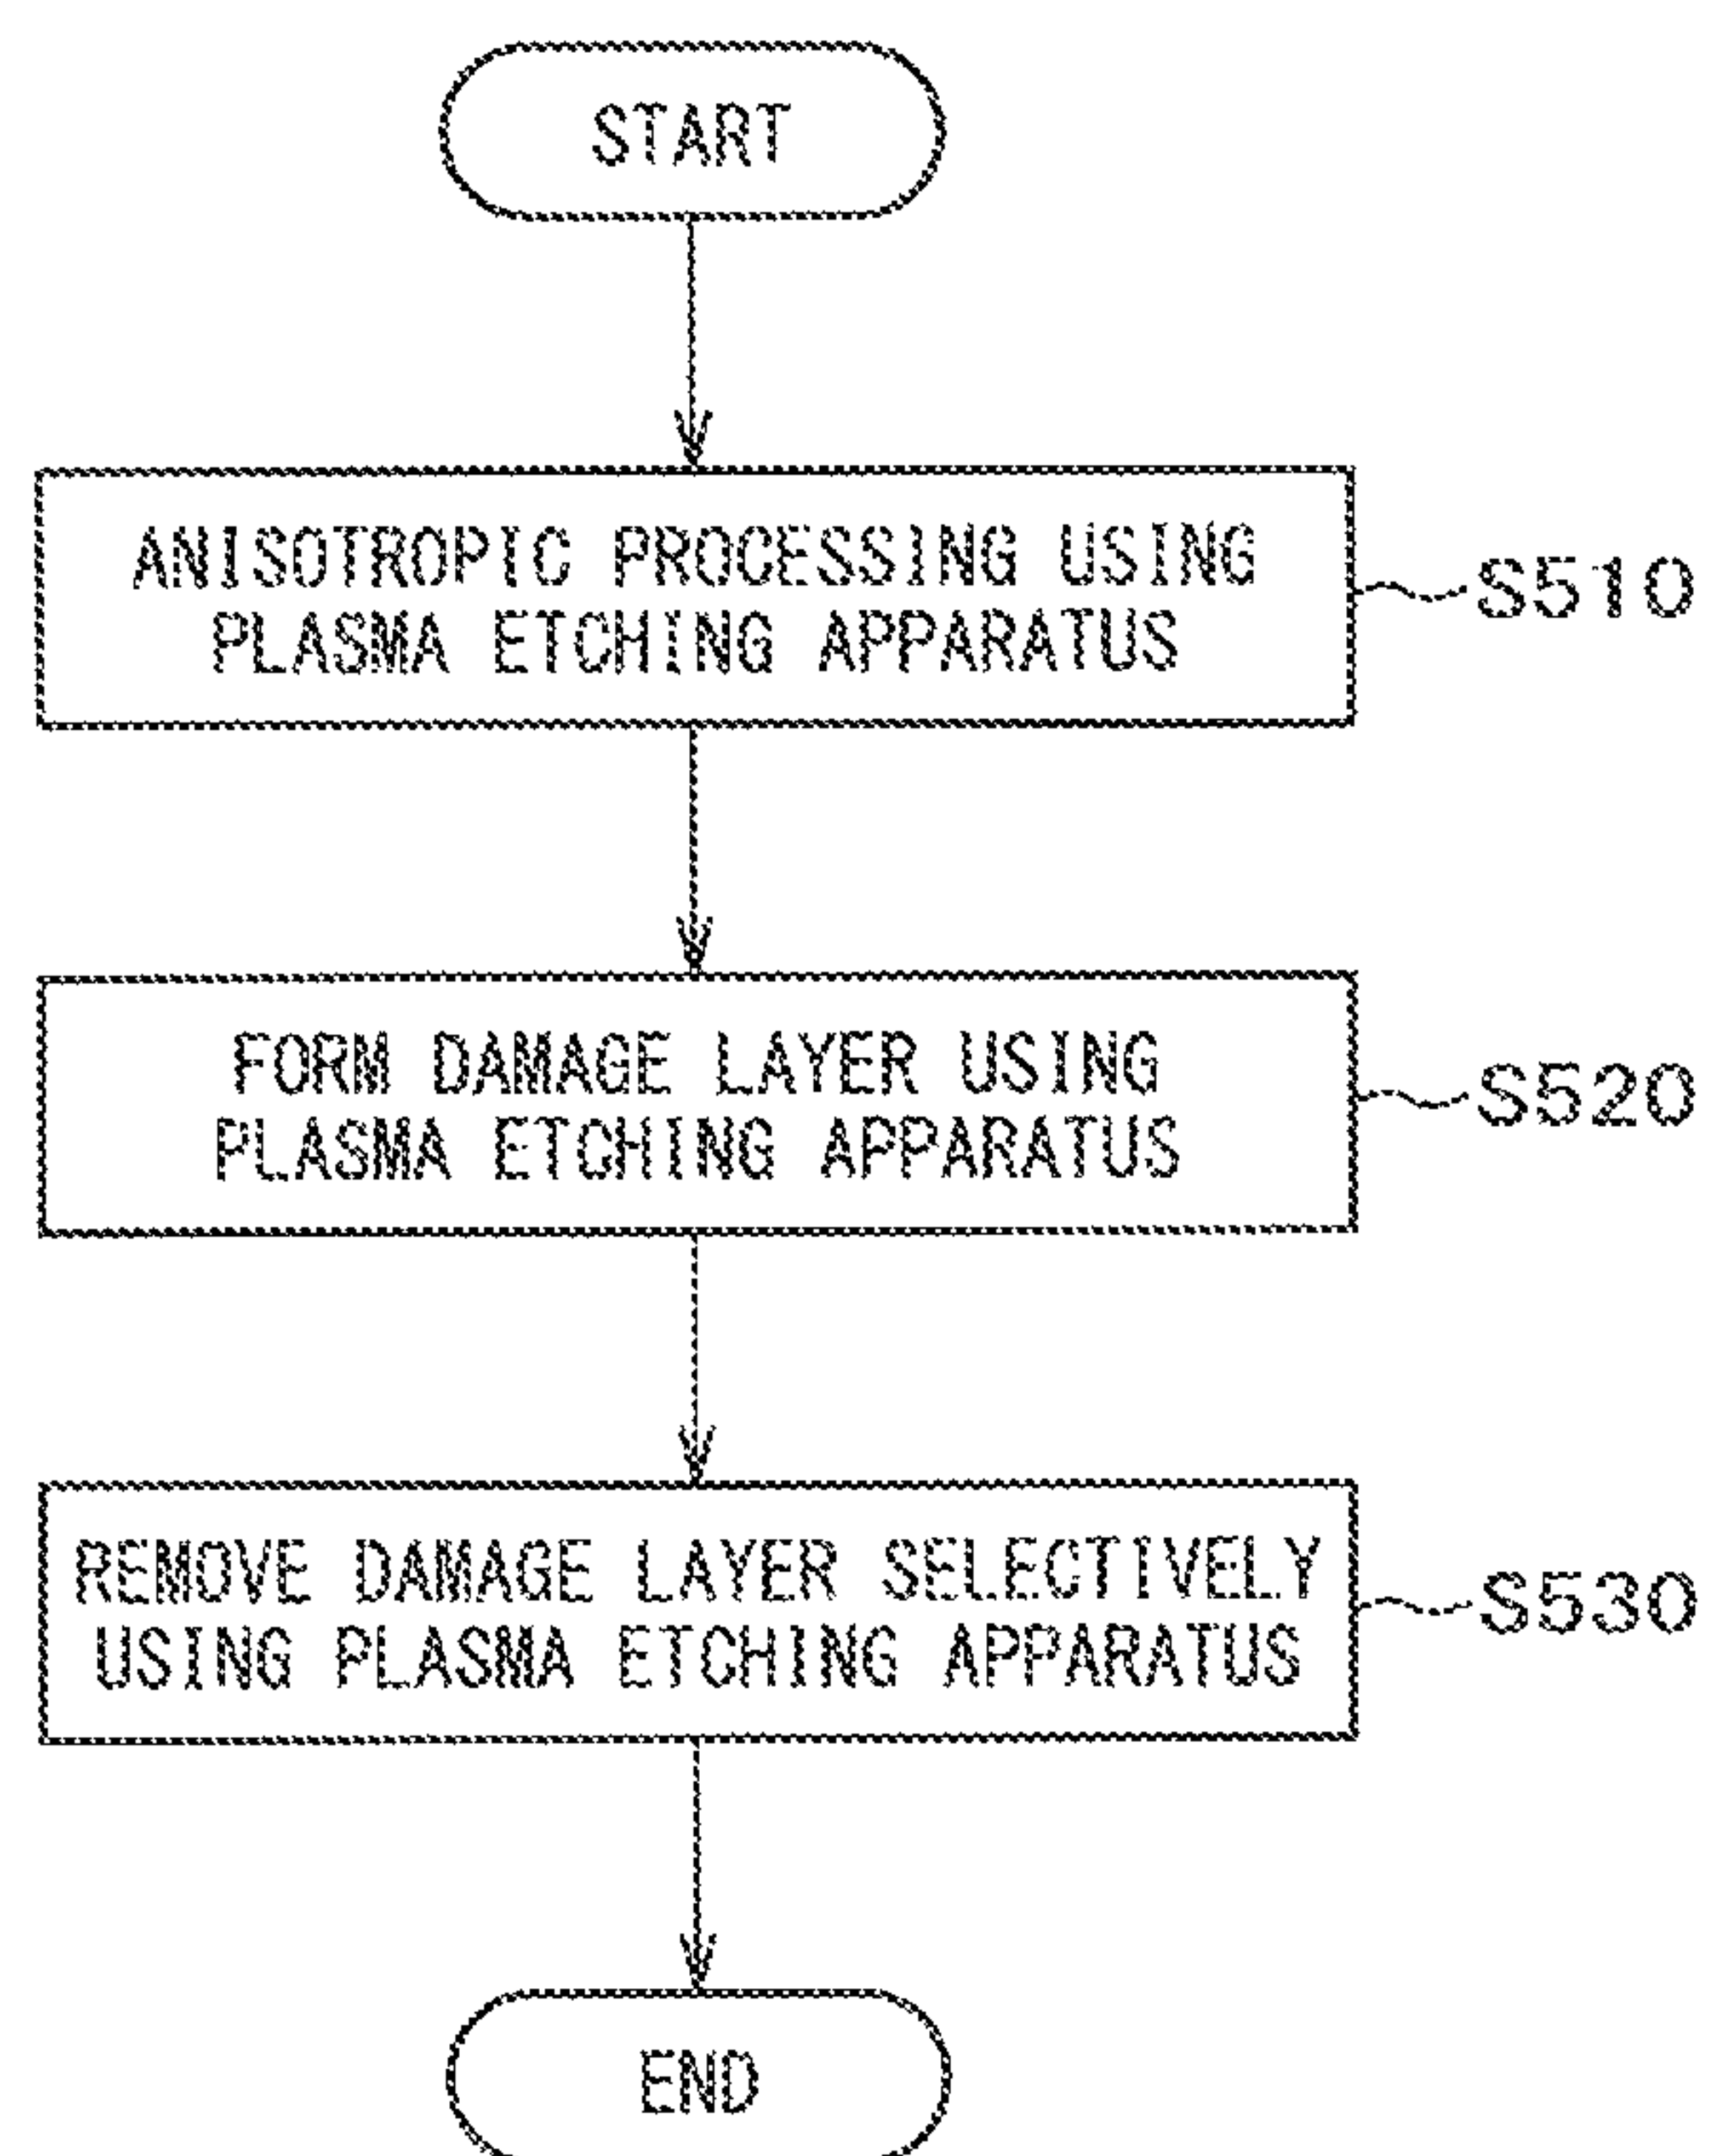 START
ANISOTROPIC PROCESSING USING
PLASMA ETCHING APPARATUS
S510
FORM DAMAGE LAYER USING
PLASMA ETCHING APPARATUS
S520
REMOVE DAMAGE LAYER SELECTIVELY
USING PLASMA ETCHING APPARATUS
S530
END